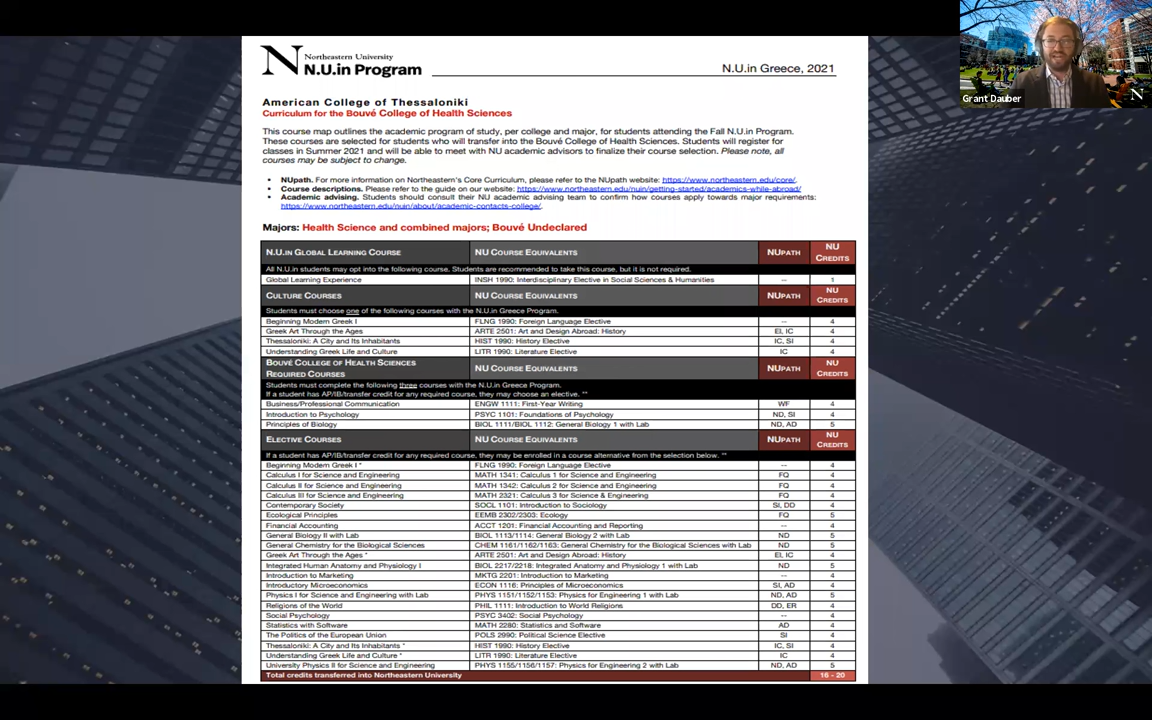 Northeastern University
N.U.in Program
N.U.in Greece, 2021
Grant Dauber
N
American College of Thessaloniki
Curriculum for the Bouvé College of Health Sciences
This course map outlines the academic program of study, per college and major, for students attending the Fall N.U.in Program.
These courses are selected for students who will transfer into the Bouvé College of Health Sciences. Students will register for
classes in Summer 2021 and will be able to meet with NU academic advisors to finalize their course selection. Please note, all
courses may be subject to change.
• NUpath. For more information on Northeastern's Core Curriculum, please refer to the NUpath website: https://www.northeastern.edu/core/.
• Course descriptions. Please refer to the guide on our website: https://www.northeastern.edu/nuin/getting-started/academics-while-abroad/
• Academic advising. Students should consult their NU academic advising team to confirm how courses apply towards major requirements:
https://www.northeastern.edu/nuin/about/academic-contacts-college/.
Majors: Health Science and combined majors; Bouvé Undeclared
N.U.in Global Learning Course NU Course Equivalents NUpath NU Credits
All N.U.in students may opt into the following course. Students are recommended to take this course, but it is not required.
Global Learning Experience INSH 1990: Interdisciplinary Elective in Social Sciences & Humanities -- 1
Culture Courses NU Course Equivalents NUpath NU Credits
Students must choose one of the following courses with the N.U.in Greece Program.
Beginning Modern Greek I FLNG 1990: Foreign Language Elective -- 4
Greek Art Through the Ages ARTE 2501: Art and Design Abroad: History EI, IC 4
Thessaloniki: A City and Its Inhabitants HIST 1990: History Elective IC, SI 4
Understanding Greek Life and Culture LITR 1990: Literature Elective IC 4
Bouvé College of Health Sciences Required Courses NU Course Equivalents NUpath NU Credits
Students must complete the following three courses with the N.U.in Greece Program.
If a student has AP/IB/transfer credit for any required course, they may choose an elective. **
Business/Professional Communication ENGW 1111: First-Year Writing WF 4
Introduction to Psychology PSYC 1101: Foundations of Psychology ND, SI 4
Principles of Biology BIOL 1111/BIOL 1112: General Biology 1 with Lab ND, AD 5
Elective Courses NU Course Equivalents NUpath NU Credits
If a student has AP/IB/transfer credit for any required course, they may be enrolled in a course alternative from the selection below. **
Beginning Modern Greek I * FLNG 1990: Foreign Language Elective -- 4
Calculus I for Science and Engineering MATH 1341: Calculus 1 for Science and Engineering FQ 4
Calculus II for Science and Engineering MATH 1342: Calculus 2 for Science and Engineering FQ 4
Calculus III for Science and Engineering MATH 2321: Calculus 3 for Science & Engineering FQ 4
Contemporary Society SOCL 1101: Introduction to Sociology SI, DD 4
Ecological Principles EEMB 2302/2303: Ecology FQ 5
Financial Accounting ACCT 1201: Financial Accounting and Reporting -- 4
General Biology II with Lab BIOL 1113/1114: General Biology 2 with Lab ND 5
General Chemistry for the Biological Sciences CHEM 1161/1162/1163: General Chemistry for the Biological Sciences with Lab ND 5
Greek Art Through the Ages * ARTE 2501: Art and Design Abroad: History EI, IC 4
Integrated Human Anatomy and Physiology I BIOL 2217/2218: Integrated Anatomy and Physiology 1 with Lab ND 5
Introduction to Marketing MKTG 2201: Introduction to Marketing -- 4
Introductory Microeconomics ECON 1116: Principles of Microeconomics SI, AD 4
Physics I for Science and Engineering with Lab PHYS 1151/1152/1153: Physics for Engineering 1 with Lab ND, AD 5
Religions of the World PHIL 1111: Introduction to World Religions DD, ER 4
Social Psychology PSYC 3402: Social Psychology -- 4
Statistics with Software MATH 2280: Statistics and Software AD 4
The Politics of the European Union POLS 2990: Political Science Elective SI 4
Thessaloniki: A City and Its Inhabitants * HIST 1990: History Elective IC, SI 4
Understanding Greek Life and Culture * LITR 1990: Literature Elective IC 4
University Physics II for Science and Engineering PHYS 1155/1156/1157: Physics for Engineering 2 with Lab ND, AD 5
Total credits transferred into Northeastern University 16 - 20